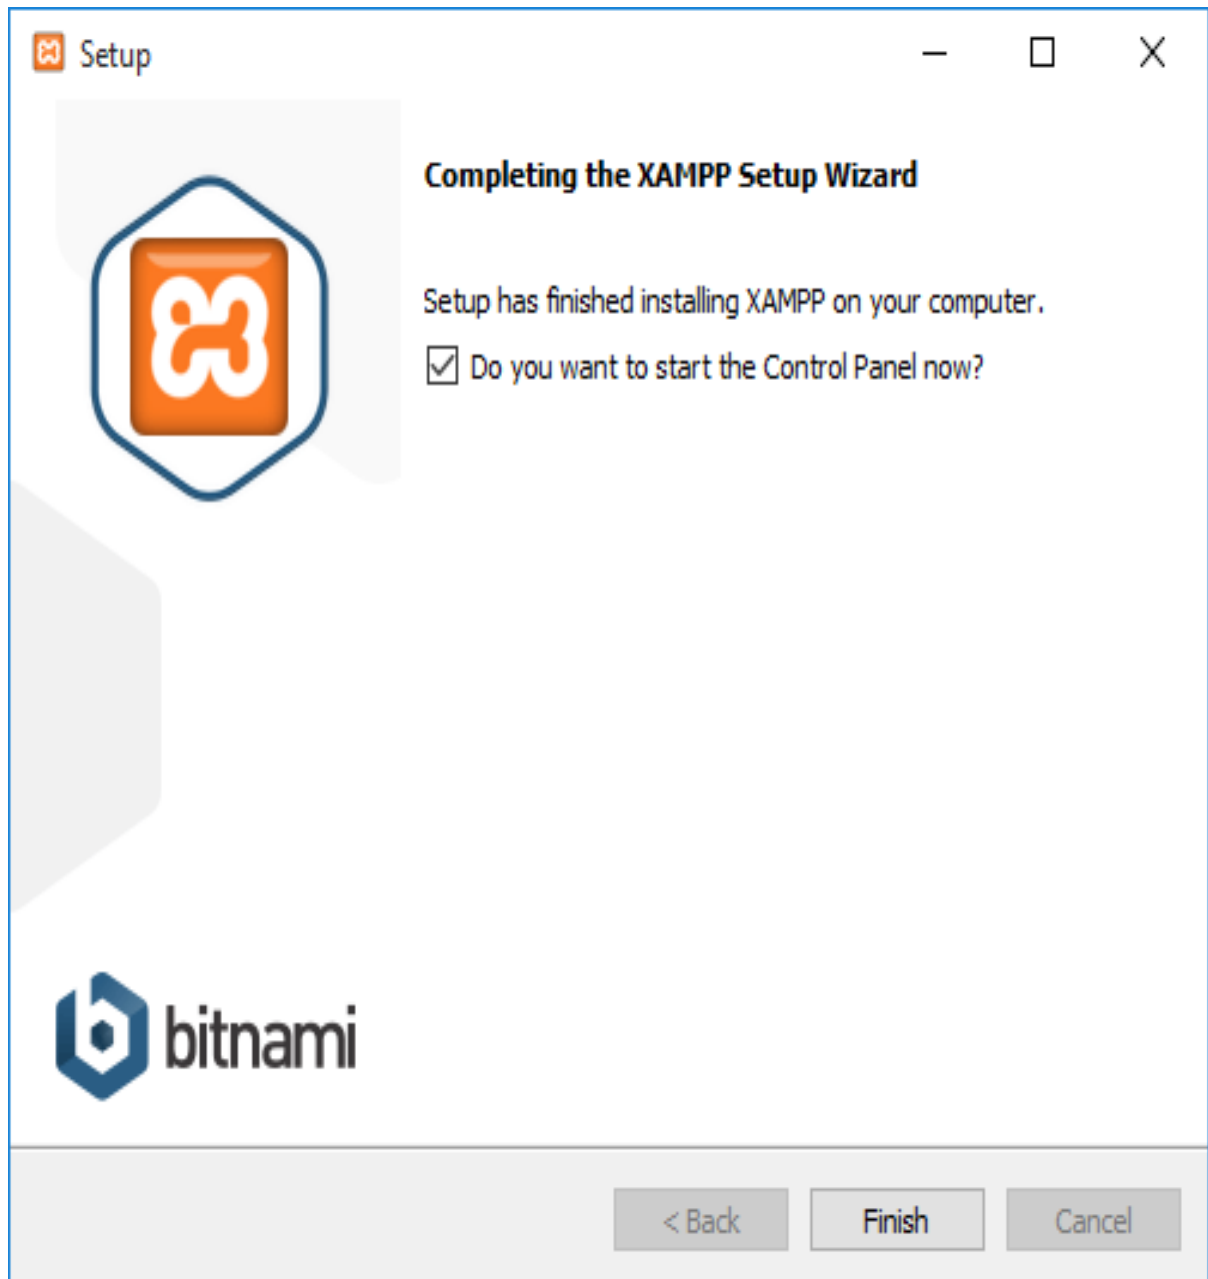 Setup
Completing the XAMPP Setup Wizard
Setup has finished installing XAMPP on your computer.
Do you want to start the Control Panel now?
bitnami
< Back
Finish
Cancel